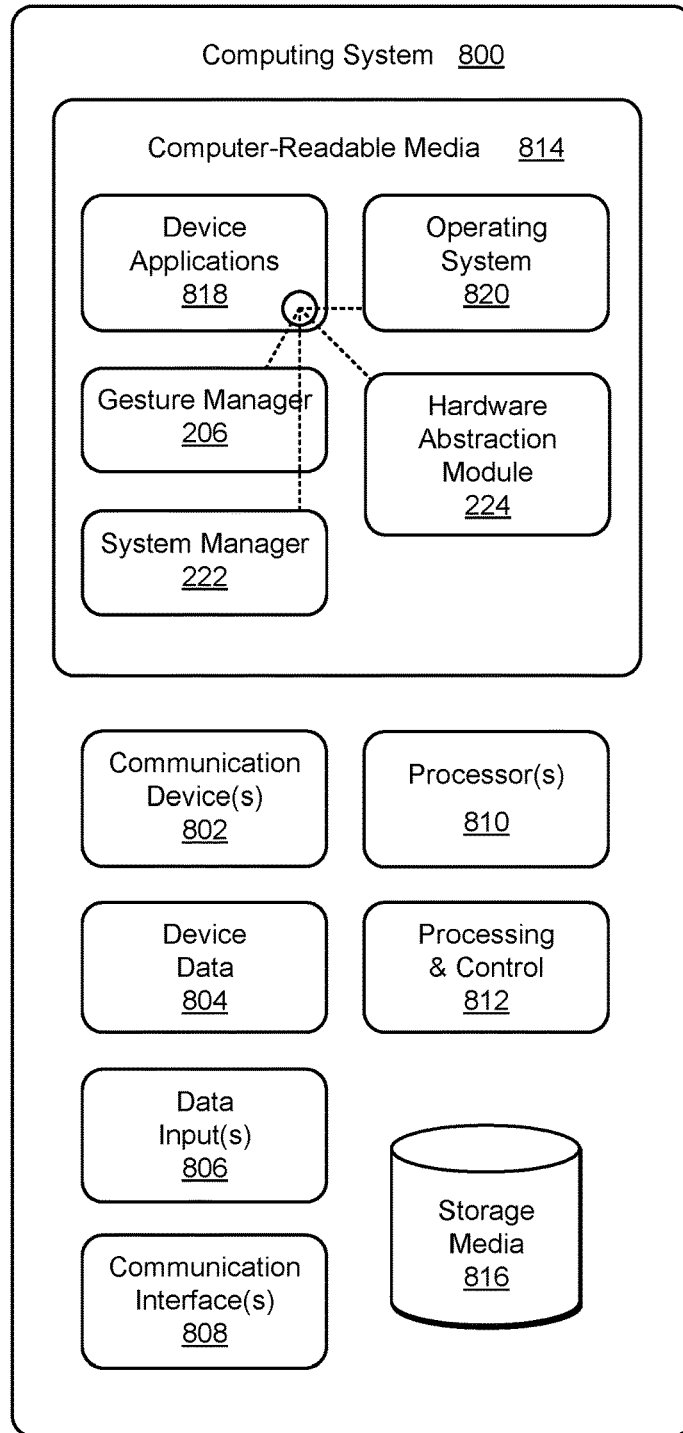 Computing System 800
Computer-Readable Media 814
Device
Applications
818
Operating
System
820
Gesture Manager
206
Hardware
Abstraction
Module
224
System Manager
222
Communication
Device(s)
802
Processor(s)
810
Device
Data
804
Processing
& Control
812
Data
Input(s)
806
Storage
Media
816
Communication
Interface(s)
808